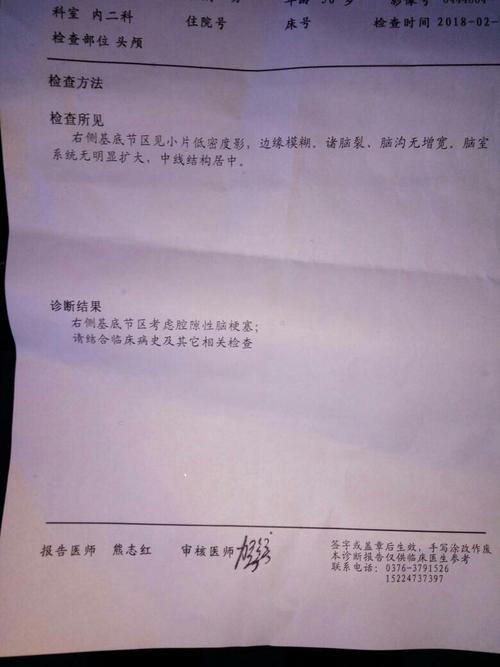 科室 内二科 住院号 床号 检查时间 2018-02-
检查部位 头颅
检查方法
检查所见
右侧基底节区见小片低密度影，边缘模糊。诸脑裂、脑沟无增宽。脑室
系统无明显扩大，中线结构居中。
诊断结果
右侧基底节区考虑腔隙性脑梗塞；
请结合临床病史及其它相关检查
报告医师 熊志红 审核医师
签字或盖章后生效，手写涂改作废
本诊断报告仅供临床医生参考
联系电话：0376-3791526
15224737397